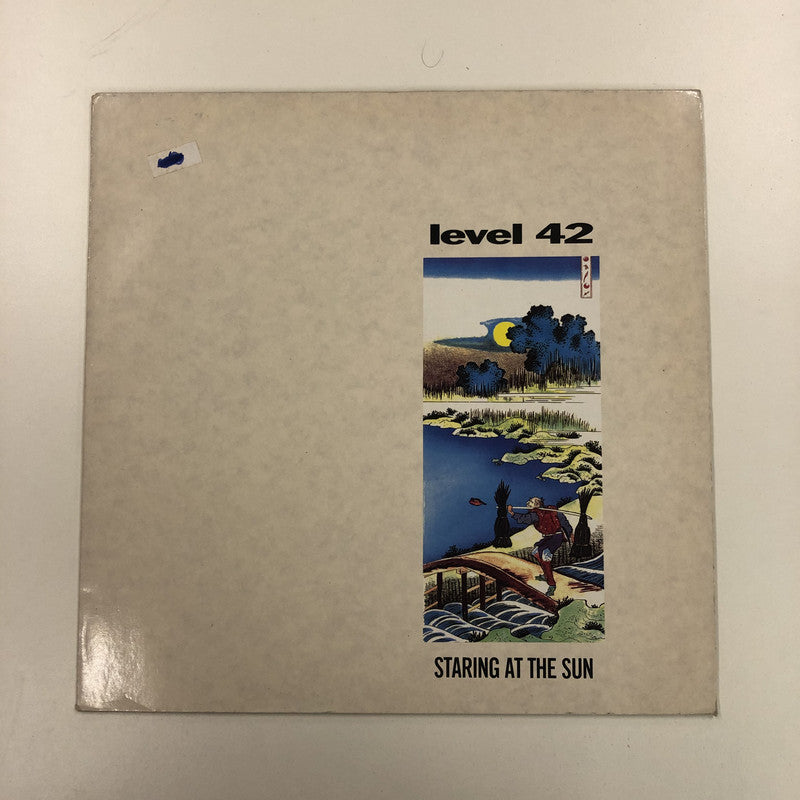 level 42
STARING AT THE SUN